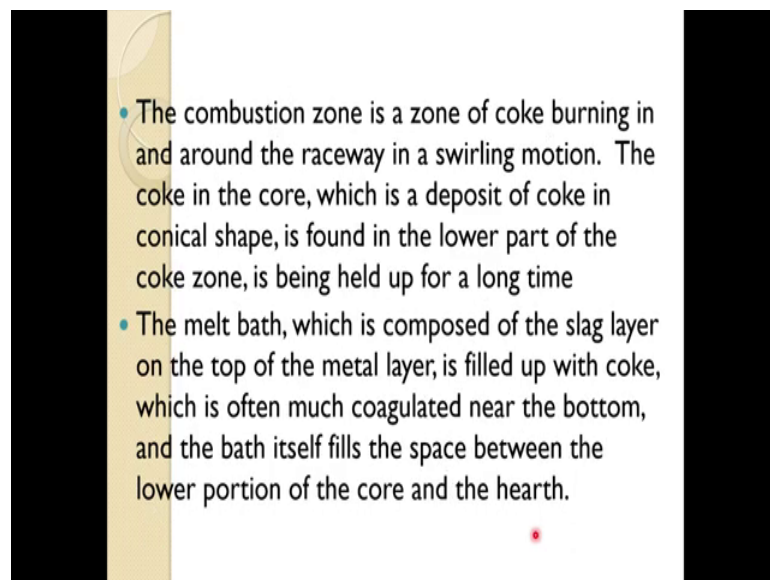 • The combustion zone is a zone of coke burning in
and around the raceway in a swirling motion. The
coke in the core, which is a deposit of coke in
conical shape, is found in the lower part of the
coke zone, is being held up for a long time
• The melt bath, which is composed of the slag layer
on the top of the metal layer, is filled up with coke,
which is often much coagulated near the bottom,
and the bath itself fills the space between the
lower portion of the core and the hearth.